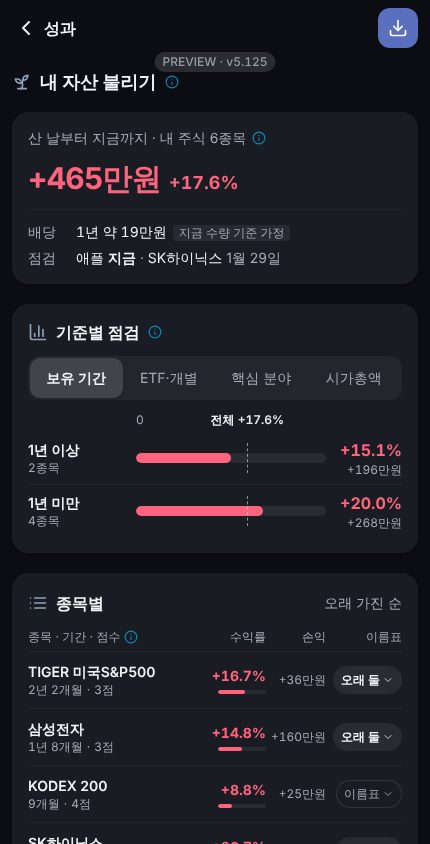 성과
PREVIEW · v5.125
내 자산 불리기
산 날부터 지금까지 · 내 주식 6종목
+465만원 +17.6%
배당 1년 약 19만원 지금 수량 기준 가정
점검 애플 지금 · SK하이닉스 1월 29일
기준별 점검
보유 기간 ETF·개별 핵심 분야 시가총액
0 전체 +17.6%
1년 이상 +15.1%
2종목 +196만원
1년 미만 +20.0%
4종목 +268만원
종목별 오래 가진 순
종목 · 기간 · 점수 수익률 손익 이름표
TIGER 미국S&P500 +16.7% +36만원 오래 둘
2년 2개월 · 3점
삼성전자 +14.8% +160만원 오래 둘
1년 8개월 · 3점
KODEX 200 +8.8% +25만원 이름표
9개월 · 4점
SK하이닉스